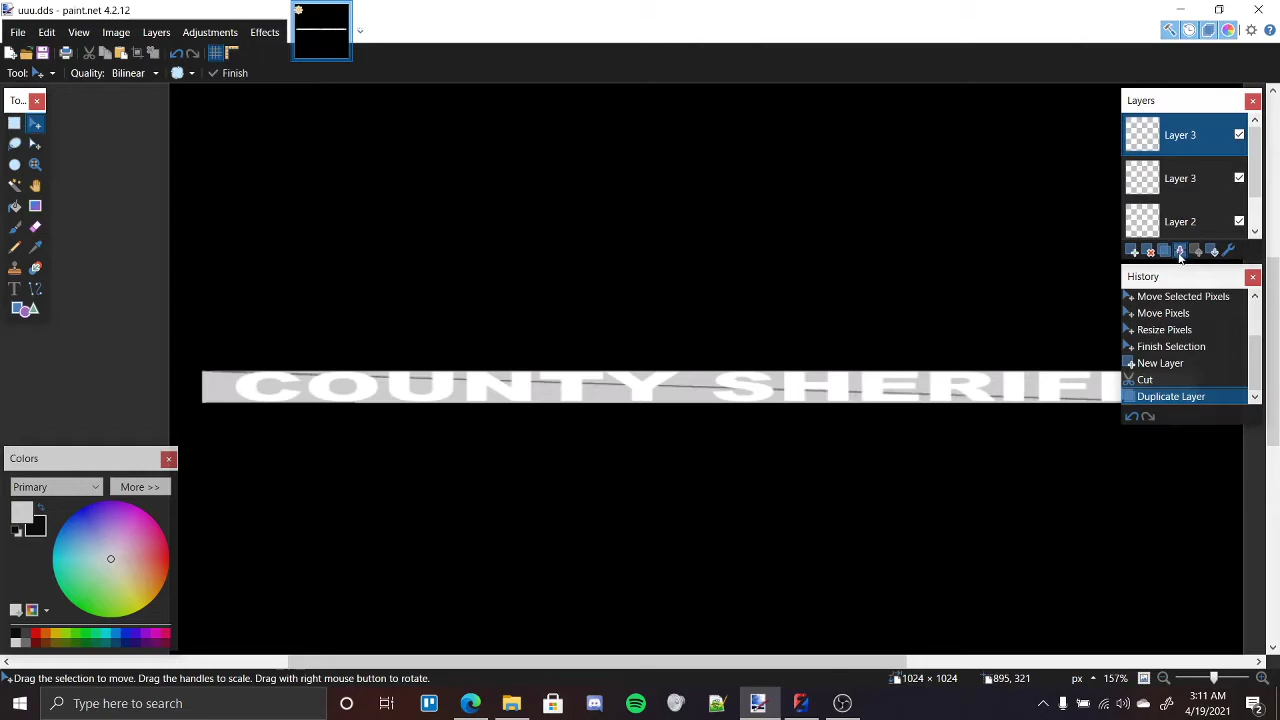 uuu.dds - paint.net 4.2.12
File Edit View Image Layers Adjustments Effects
Tool: Quality: Bilinear Finish
To...
Layers
Layer 3
Layer 3
Layer 2
History
Move Selected Pixels
Move Pixels
Resize Pixels
Finish Selection
New Layer
Cut
Duplicate Layer
COUNTY SHERIF
Colors
Primary
More >>
Drag the selection to move. Drag the handles to scale. Drag with right mouse button to rotate.
1024 × 1024
895, 321
px
157%
Type here to search
3:11 AM
4/19/2021
2